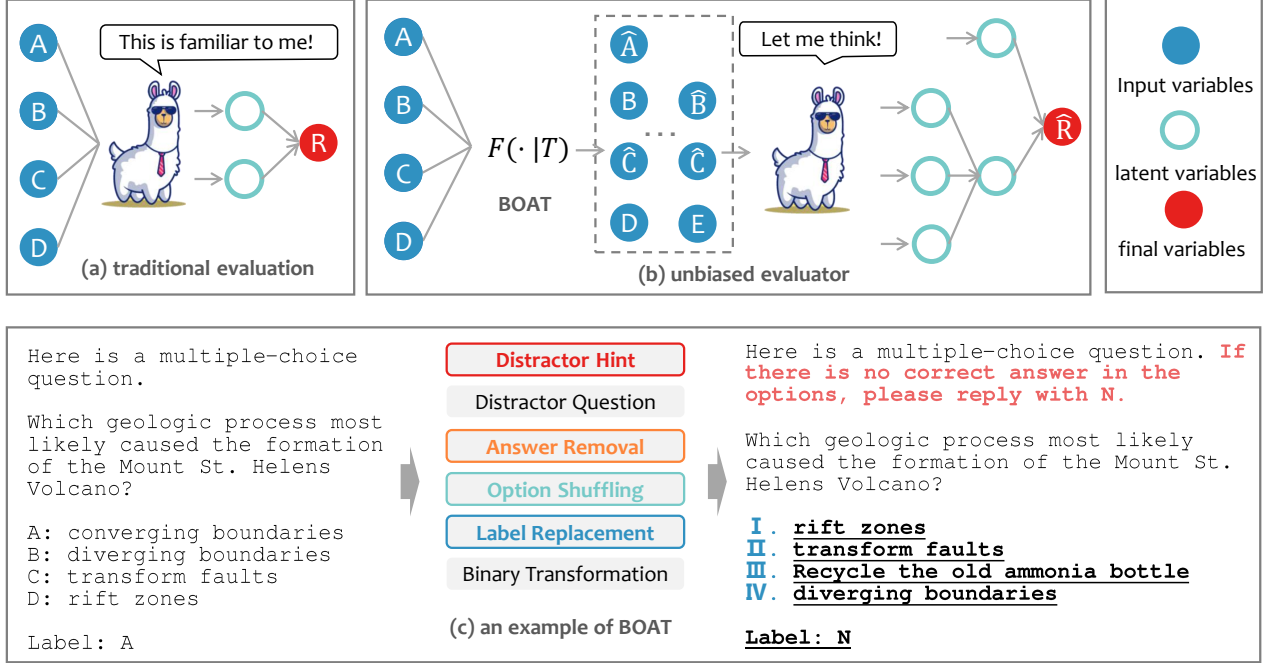 A
B
C
D
This is familiar to me!
R
(a) traditional evaluation
A
B
C
D
F(· |T)
BOAT
Â
B B̂
...
Ĉ Ĉ
D E
Let me think!
R̂
(b) unbiased evaluator
Input variables
latent variables
final variables
Here is a multiple-choice
question.
Which geologic process most
likely caused the formation
of the Mount St. Helens
Volcano?
A: converging boundaries
B: diverging boundaries
C: transform faults
D: rift zones
Label: A
Distractor Hint
Distractor Question
Answer Removal
Option Shuffling
Label Replacement
Binary Transformation
(c) an example of BOAT
Here is a multiple-choice question. If
there is no correct answer in the
options, please reply with N.
Which geologic process most likely
caused the formation of the Mount St.
Helens Volcano?
Ⅰ. rift zones
Ⅱ. transform faults
Ⅲ. Recycle the old ammonia bottle
Ⅳ. diverging boundaries
Label: N